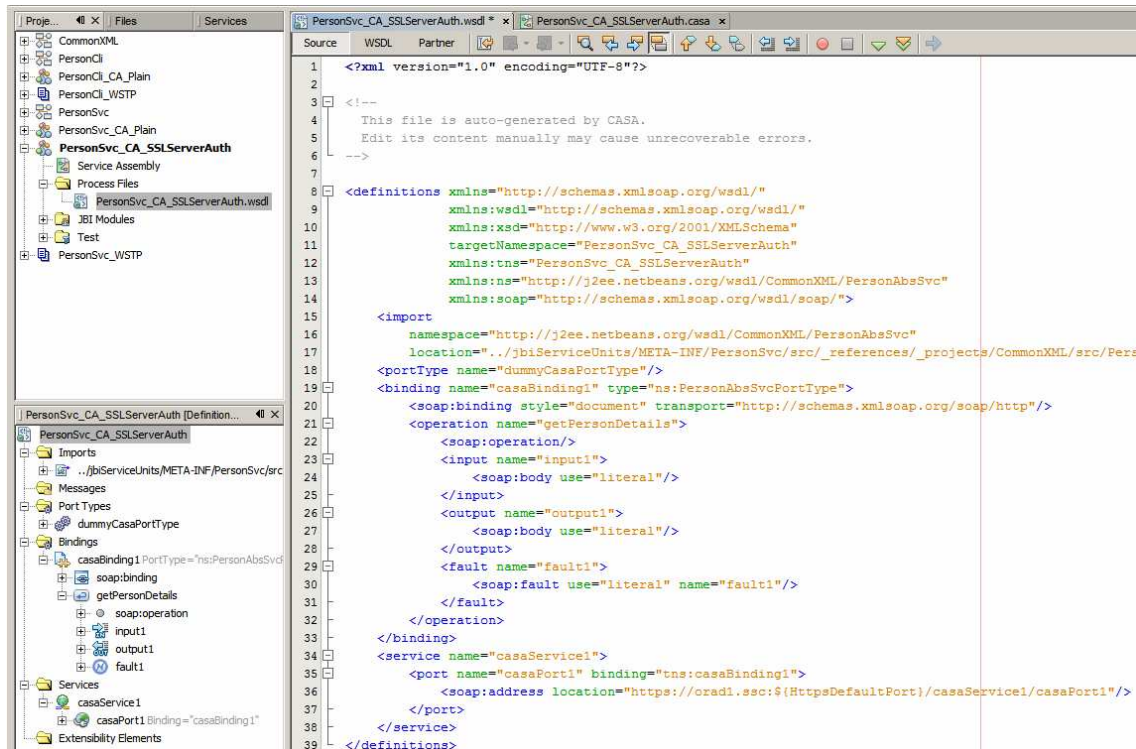 Proje...
Files
Services
CommonXML
PersonCli
PersonCli_CA_Plain
PersonCli_WSTP
PersonSvc
PersonSvc_CA_Plain
PersonSvc_CA_SSLServerAuth
Service Assembly
Process Files
PersonSvc_CA_SSLServerAuth.wsdl
JBI Modules
Test
PersonSvc_WSTP
PersonSvc_CA_SSLServerAuth [Definition...
PersonSvc_CA_SSLServerAuth
Imports
../jbiServiceUnits/META-INF/PersonSvc/src
Messages
Port Types
dummyCasaPortType
Bindings
casaBinding1 PortType="ns:PersonAbsSvcP
soap:binding
getPersonDetails
soap:operation
input1
output1
fault1
Services
casaService1
casaPort1 Binding="casaBinding1"
Extensibility Elements
PersonSvc_CA_SSLServerAuth.wsdl * x PersonSvc_CA_SSLServerAuth.casa x
Source WSDL Partner
1 <?xml version="1.0" encoding="UTF-8"?>
2
3 <!--
4 This file is auto-generated by CASA.
5 Edit its content manually may cause unrecoverable errors.
6 -->
7
8 <definitions xmlns="http://schemas.xmlsoap.org/wsdl/"
9 xmlns:wsdl="http://schemas.xmlsoap.org/wsdl/"
10 xmlns:xsd="http://www.w3.org/2001/XMLSchema"
11 targetNamespace="PersonSvc_CA_SSLServerAuth"
12 xmlns:tns="PersonSvc_CA_SSLServerAuth"
13 xmlns:ns="http://j2ee.netbeans.org/wsdl/CommonXML/PersonAbsSvc"
14 xmlns:soap="http://schemas.xmlsoap.org/wsdl/soap/">
15 <import
16 namespace="http://j2ee.netbeans.org/wsdl/CommonXML/PersonAbsSvc"
17 location="../jbiServiceUnits/META-INF/PersonSvc/src/_references/_projects/CommonXML/src/Pers
18 <portType name="dummyCasaPortType"/>
19 <binding name="casaBinding1" type="ns:PersonAbsSvcPortType">
20 <soap:binding style="document" transport="http://schemas.xmlsoap.org/soap/http"/>
21 <operation name="getPersonDetails">
22 <soap:operation/>
23 <input name="input1">
24 <soap:body use="literal"/>
25 </input>
26 <output name="output1">
27 <soap:body use="literal"/>
28 </output>
29 <fault name="fault1">
30 <soap:fault use="literal" name="fault1"/>
31 </fault>
32 </operation>
33 </binding>
34 <service name="casaService1">
35 <port name="casaPort1" binding="tns:casaBinding1">
36 <soap:address location="https://orad1.ssc:${HttpsDefaultPort}/casaService1/casaPort1"/>
37 </port>
38 </service>
39 </definitions>